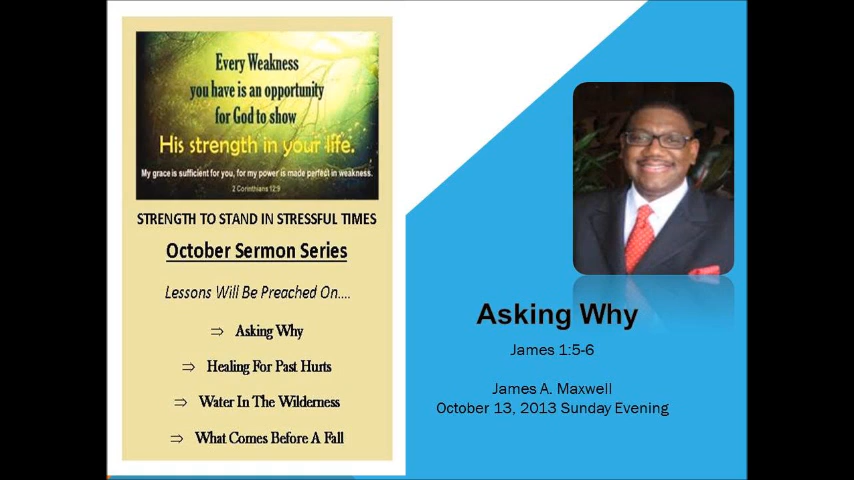 Every Weakness
you have is an opportunity
for God to show
His strength in your life.
My grace is sufficient for you, for my power is made perfect in weakness.
2 Corinthians 12:9
STRENGTH TO STAND IN STRESSFUL TIMES
October Sermon Series
Lessons Will Be Preached On....
⇒ Asking Why
⇒ Healing For Past Hurts
⇒ Water In The Wilderness
⇒ What Comes Before A Fall
Asking Why
James 1:5-6
James A. Maxwell
October 13, 2013 Sunday Evening